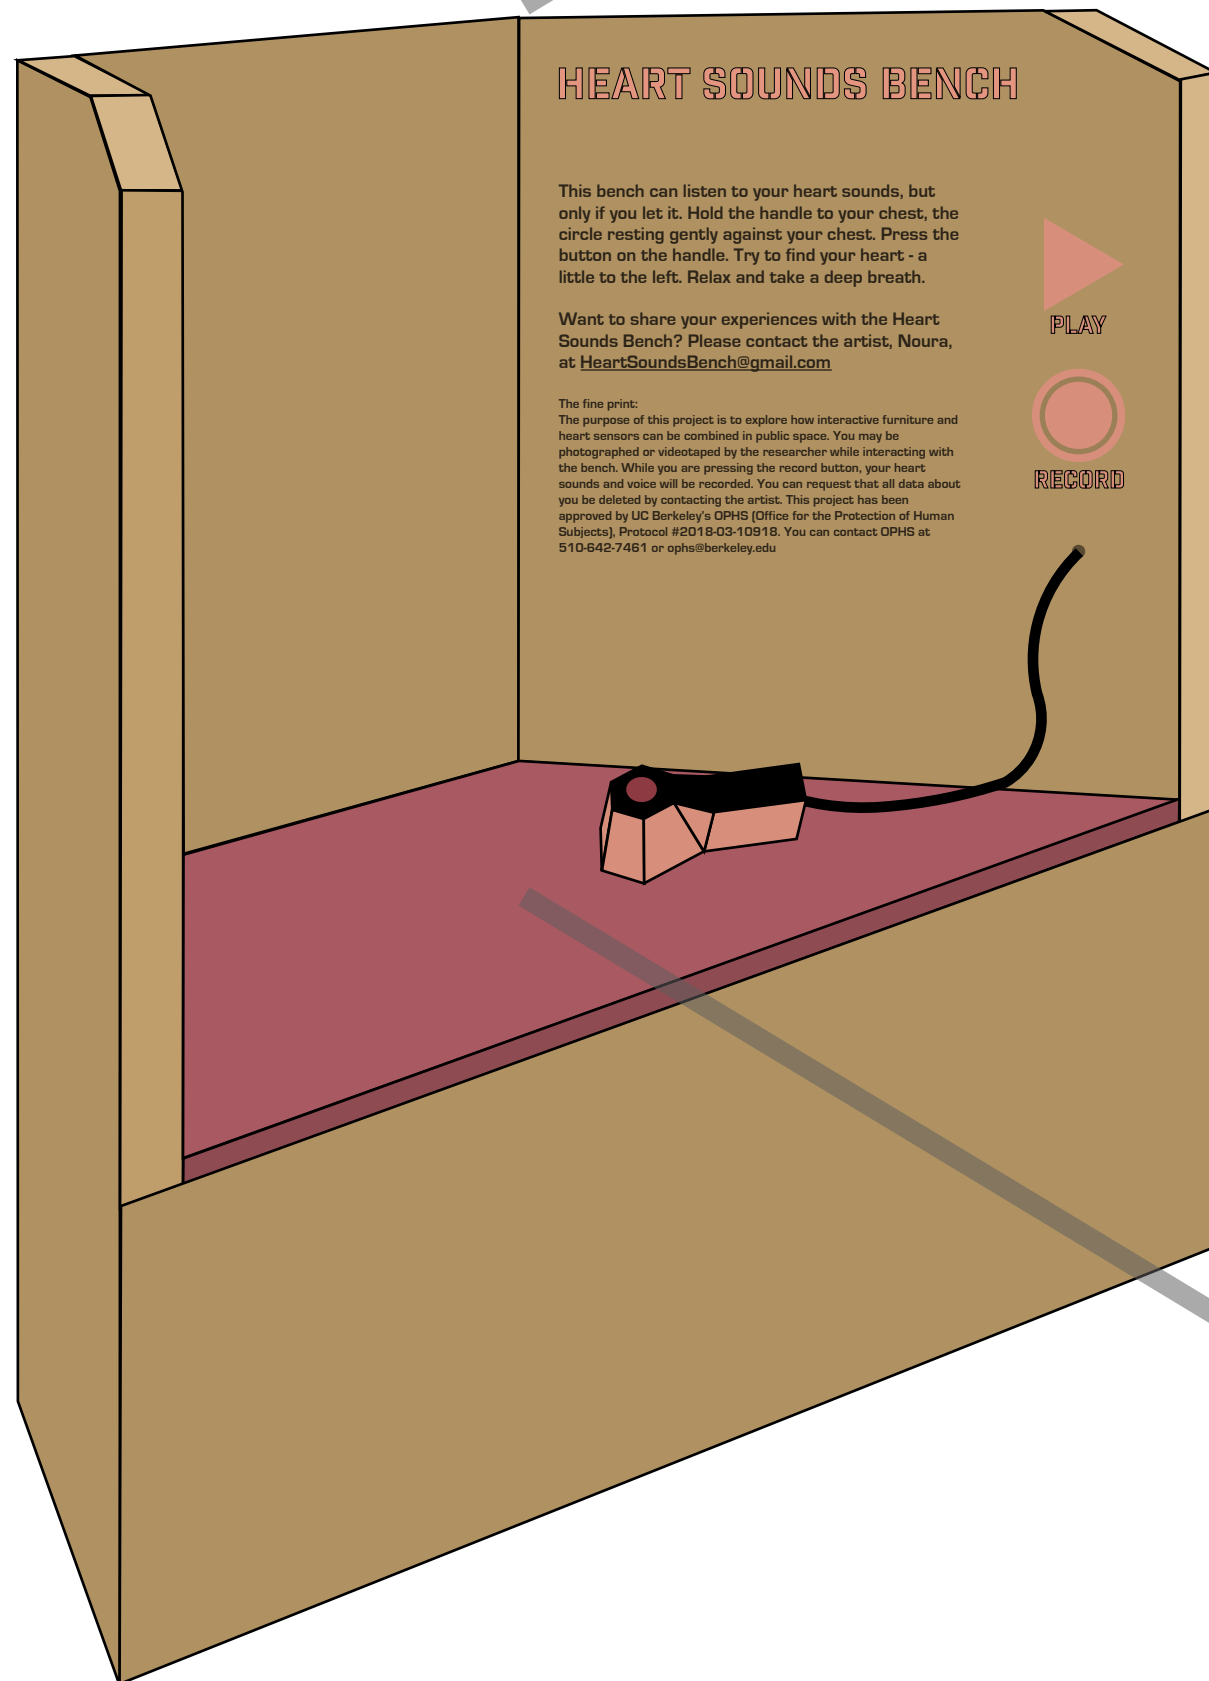 HEART SOUNDS BENCH
This bench can listen to your heart sounds, but
only if you let it. Hold the handle to your chest, the
circle resting gently against your chest. Press the
button on the handle. Try to find your heart - a
little to the left. Relax and take a deep breath.
Want to share your experiences with the Heart
Sounds Bench? Please contact the artist, Noura,
at HeartSoundsBench@gmail.com
The fine print:
The purpose of this project is to explore how interactive furniture and
heart sensors can be combined in public space. You may be
photographed or videotaped by the researcher while interacting with
the bench. While you are pressing the record button, your heart
sounds and voice will be recorded. You can request that all data about
you be deleted by contacting the artist. This project has been
approved by UC Berkeley's OPHS (Office for the Protection of Human
Subjects), Protocol #2018-03-10918. You can contact OPHS at
510-642-7461 or ophs@berkeley.edu
PLAY
RECORD